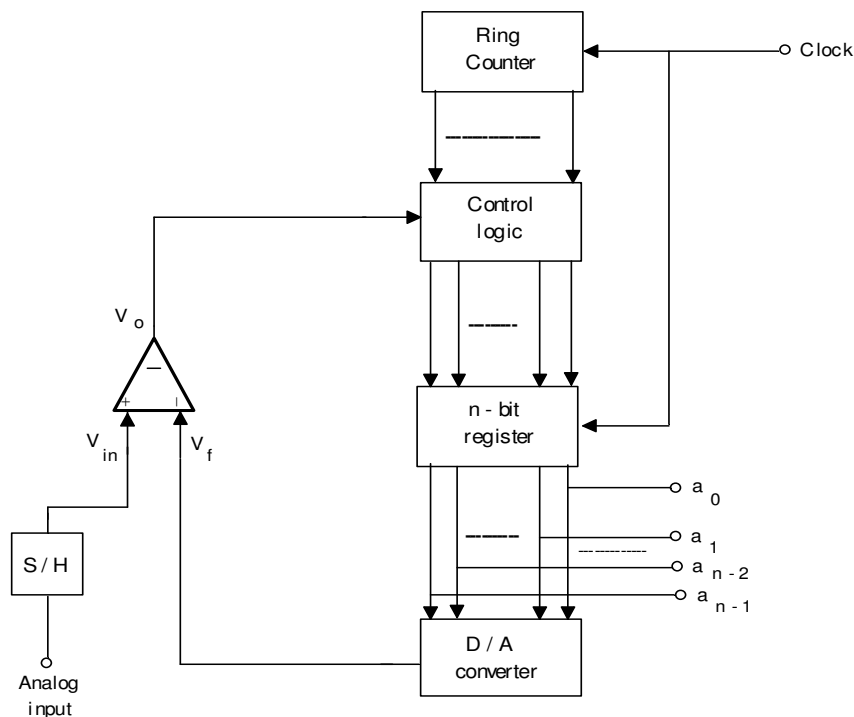 Ring
Counter
Clock
Control
logic
V o
+ −
n - bit
register
V in
V f
a 0
S / H
a 1
a n - 2
a n - 1
D / A
converter
Analog
input